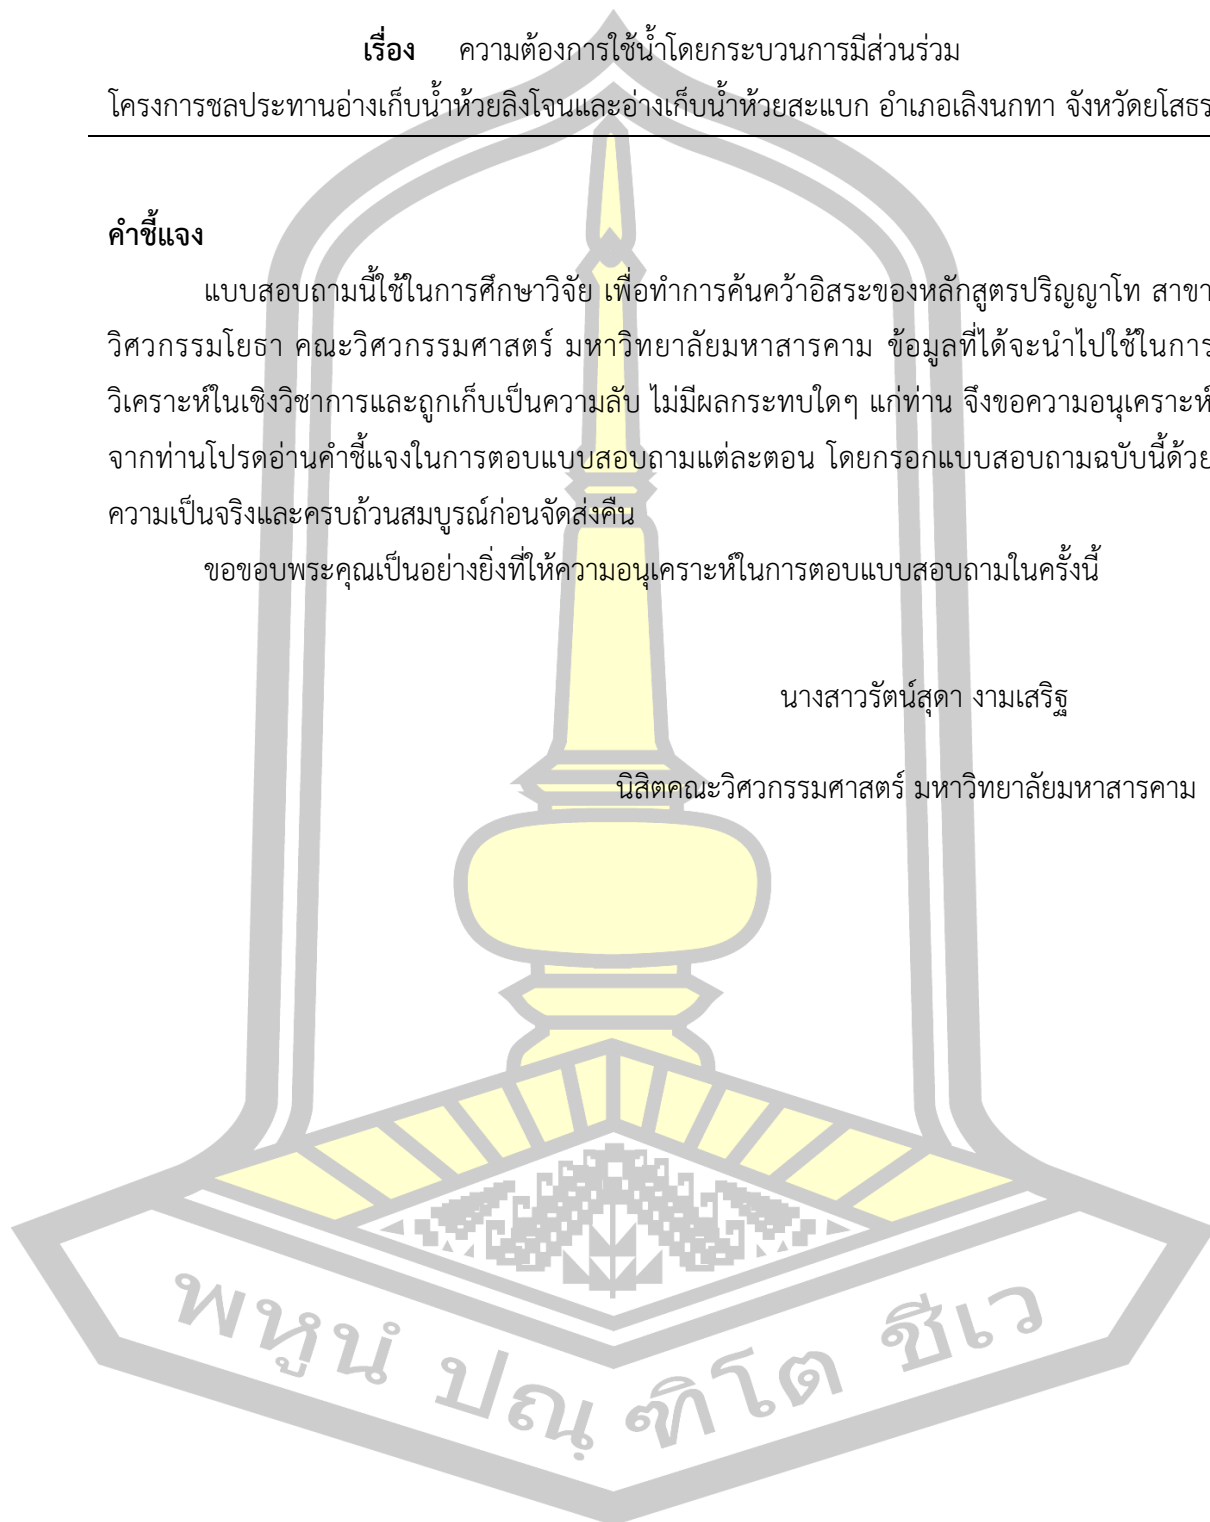 เรื่อง ความต้องการใช้น้ำโดยกระบวนการมีส่วนร่วม
โครงการชลประทานอ่างเก็บน้ำห้วยลิงโจนและอ่างเก็บน้ำห้วยสะแบก อำเภอเลิงนกทา จังหวัดยโสธร
คำชี้แจง
แบบสอบถามนี้ใช้ในการศึกษาวิจัย เพื่อทำการค้นคว้าอิสระของหลักสูตรปริญญาโท สาขา
วิศวกรรมโยธา คณะวิศวกรรมศาสตร์ มหาวิทยาลัยมหาสารคาม ข้อมูลที่ได้จะนำไปใช้ในการ
วิเคราะห์ในเชิงวิชาการและถูกเก็บเป็นความลับ ไม่มีผลกระทบใดๆ แก่ท่าน จึงขอความอนุเคราะห์
จากท่านโปรดอ่านคำชี้แจงในการตอบแบบสอบถามแต่ละตอน โดยกรอกแบบสอบถามฉบับนี้ด้วย
ความเป็นจริงและครบถ้วนสมบูรณ์ก่อนจัดส่งคืน
ขอขอบพระคุณเป็นอย่างยิ่งที่ให้ความอนุเคราะห์ในการตอบแบบสอบถามในครั้งนี้
นางสาวรัตน์สุดา งามเสริฐ
นิสิตคณะวิศวกรรมศาสตร์ มหาวิทยาลัยมหาสารคาม
พหูนํ ปณฺฑิโต ชีเว